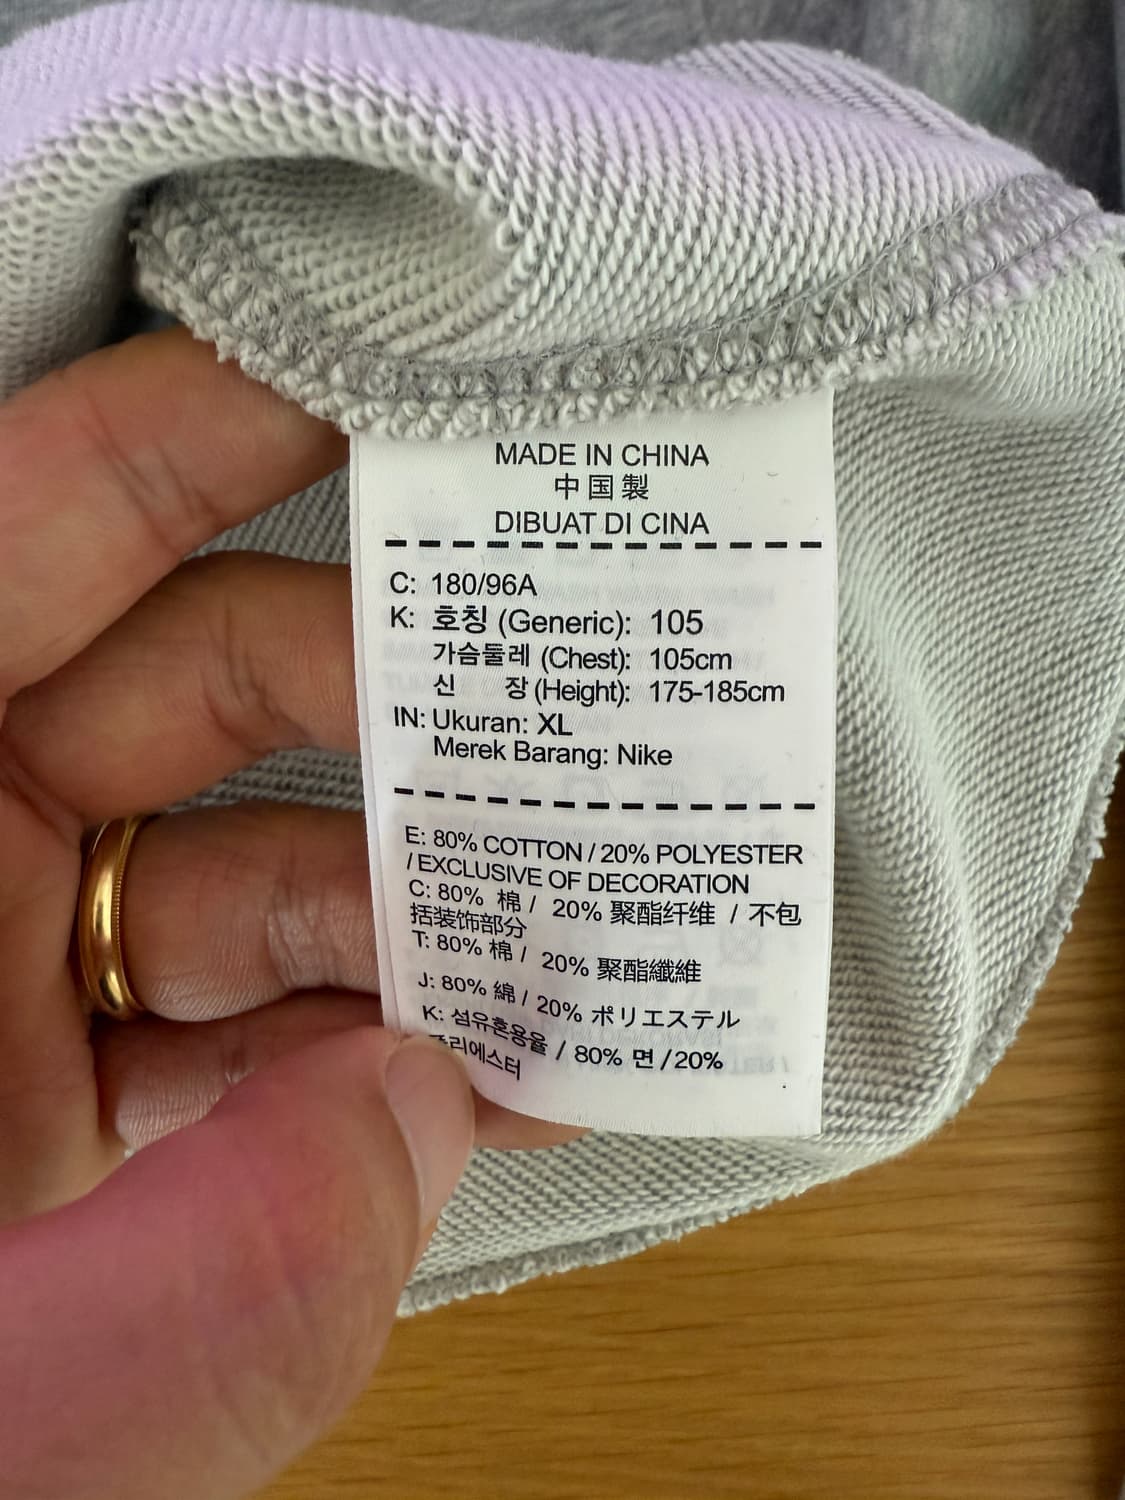 MADE IN CHINA
中国製
DIBUAT DI CINA
C: 180/96A
K: 호칭 (Generic): 105
가슴둘레 (Chest): 105cm
신 장 (Height): 175-185cm
IN: Ukuran: XL
Merek Barang: Nike
E: 80% COTTON / 20% POLYESTER
/ EXCLUSIVE OF DECORATION
C: 80% 棉 / 20% 聚酯纤维 / 不包
括装饰部分
T: 80% 棉 / 20% 聚酯纖維
J: 80% 綿 / 20% ポリエステル
K: 섬유혼용율 / 80% 면 / 20%
폴리에스터